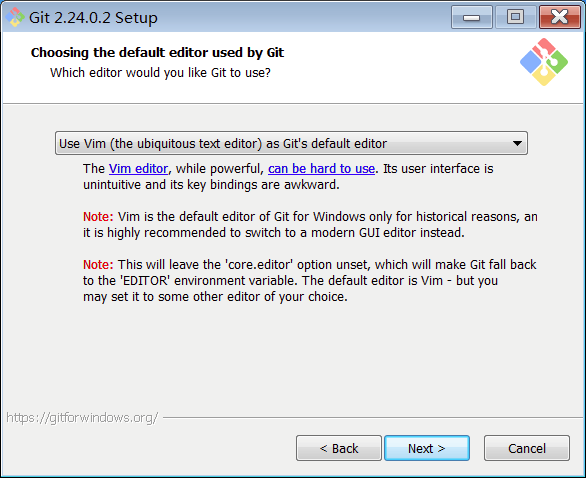 Git 2.24.0.2 Setup
Choosing the default editor used by Git
Which editor would you like Git to use?
Use Vim (the ubiquitous text editor) as Git's default editor
The Vim editor, while powerful, can be hard to use. Its user interface is
unintuitive and its key bindings are awkward.
Note: Vim is the default editor of Git for Windows only for historical reasons, an
it is highly recommended to switch to a modern GUI editor instead.
Note: This will leave the 'core.editor' option unset, which will make Git fall back
to the 'EDITOR' environment variable. The default editor is Vim - but you
may set it to some other editor of your choice.
https://gitforwindows.org/
< Back
Next >
Cancel